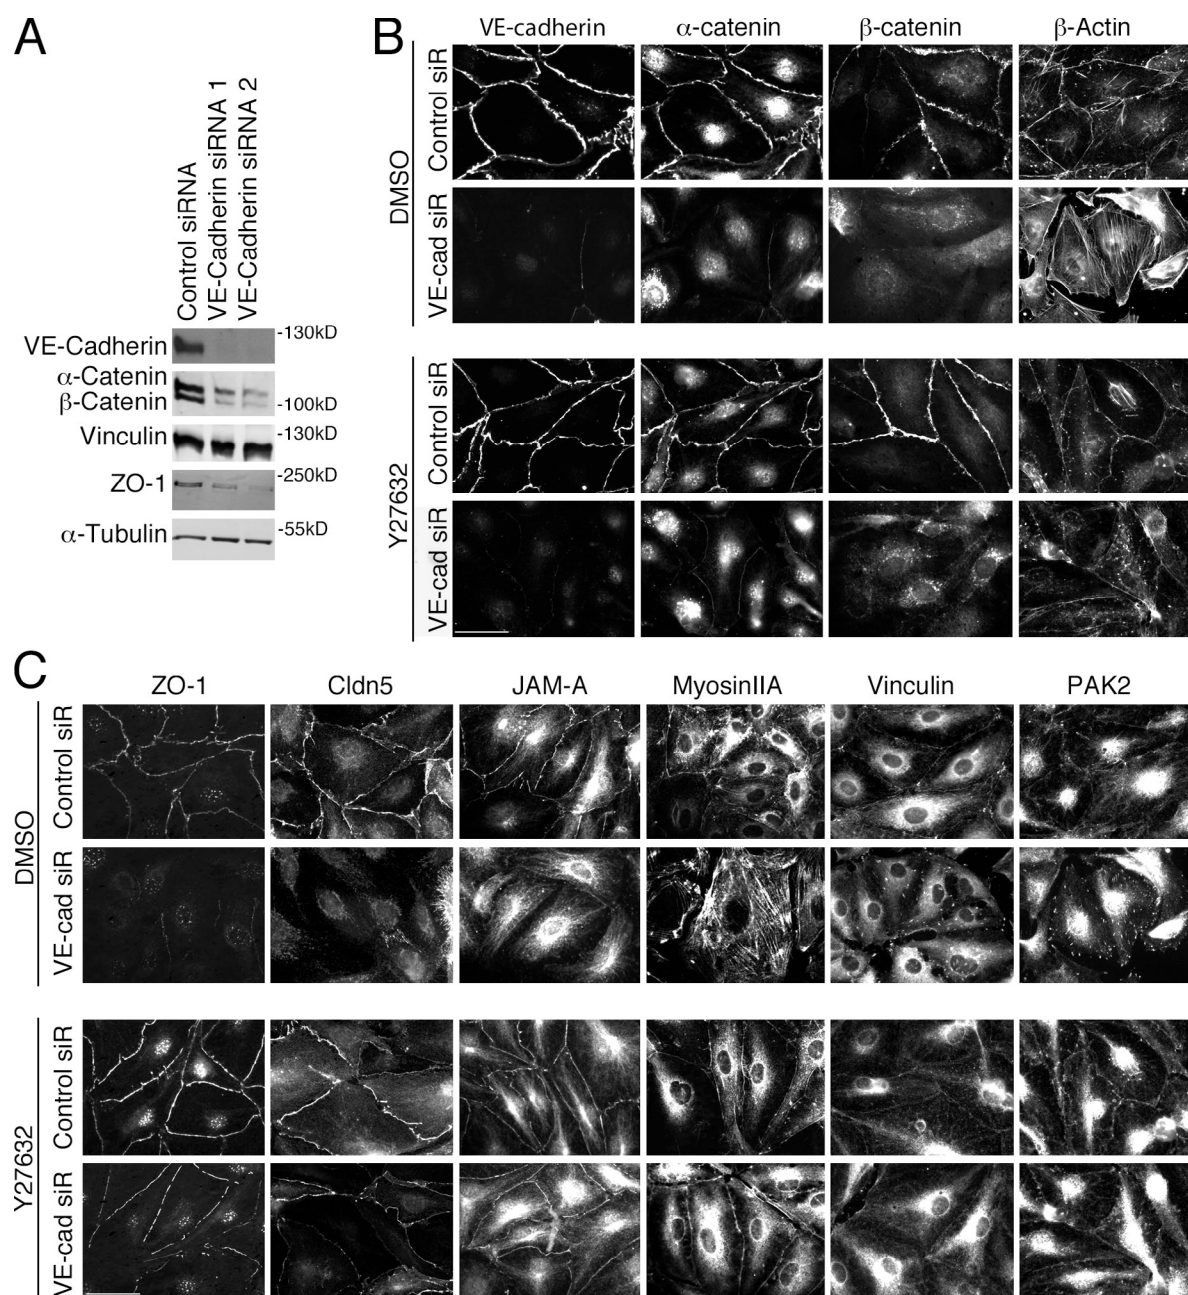 A
Control siRNA
VE-Cadherin siRNA 1
VE-Cadherin siRNA 2
VE-Cadherin
-130kD
α-Catenin
β-Catenin
-100kD
Vinculin
-130kD
ZO-1
-250kD
α-Tubulin
-55kD
B
VE-cadherin α-catenin β-catenin β-Actin
DMSO
Control siR
VE-cad siR
Y27632
Control siR
VE-cad siR
C
ZO-1 Cldn5 JAM-A MyosinIIA Vinculin PAK2
DMSO
Control siR
VE-cad siR
Y27632
Control siR
VE-cad siR